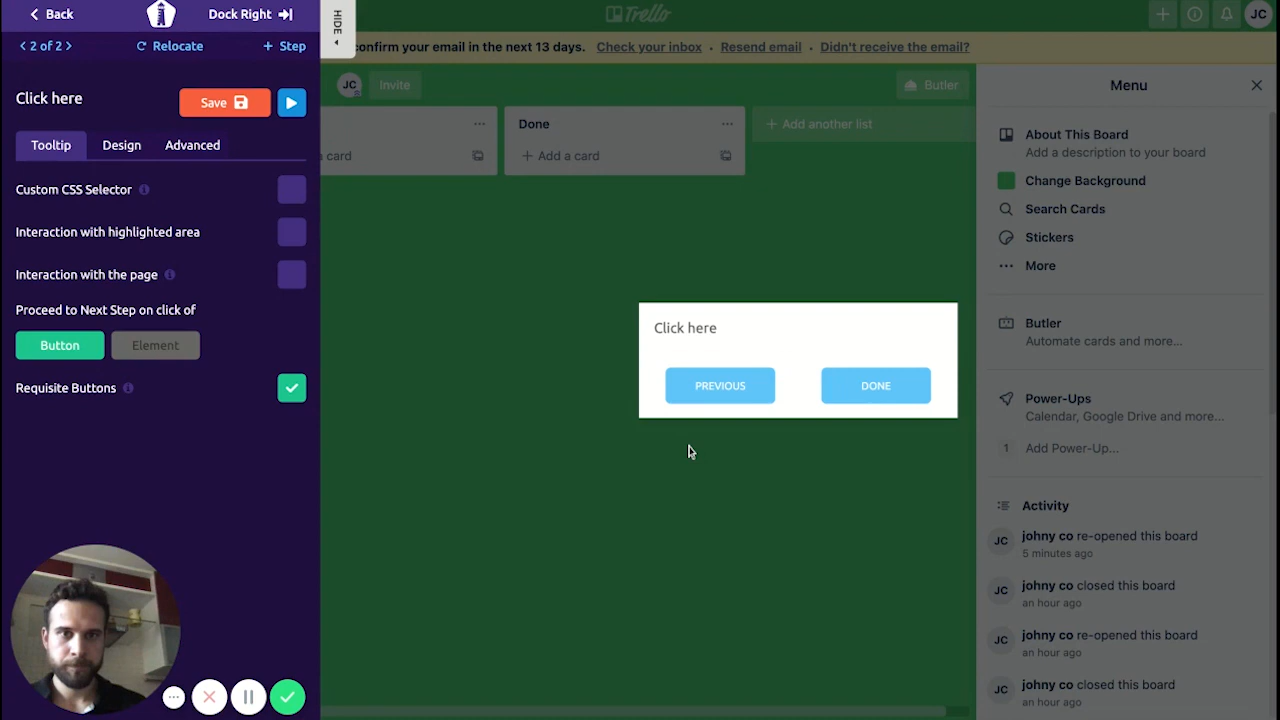 Back
Dock Right
2 of 2
Relocate
+ Step
Click here
Save
Tooltip
Design
Advanced
Custom CSS Selector
Interaction with highlighted area
Interaction with the page
Proceed to Next Step on click of
Button
Element
Requisite Buttons
HIDE
Trello
JC
onfirm your email in the next 13 days.
Check your inbox
Resend email
Didn't receive the email?
JC
Invite
Butler
a card
Done
+ Add a card
+ Add another list
Click here
PREVIOUS
DONE
Menu
About This Board
Add a description to your board
Change Background
Search Cards
Stickers
More
Butler
Automate cards and more...
Power-Ups
Calendar, Google Drive and more...
1 Add Power-Up...
Activity
JC
johny co re-opened this board
5 minutes ago
JC
johny co closed this board
an hour ago
JC
johny co re-opened this board
an hour ago
JC
johny co closed this board
an hour ago